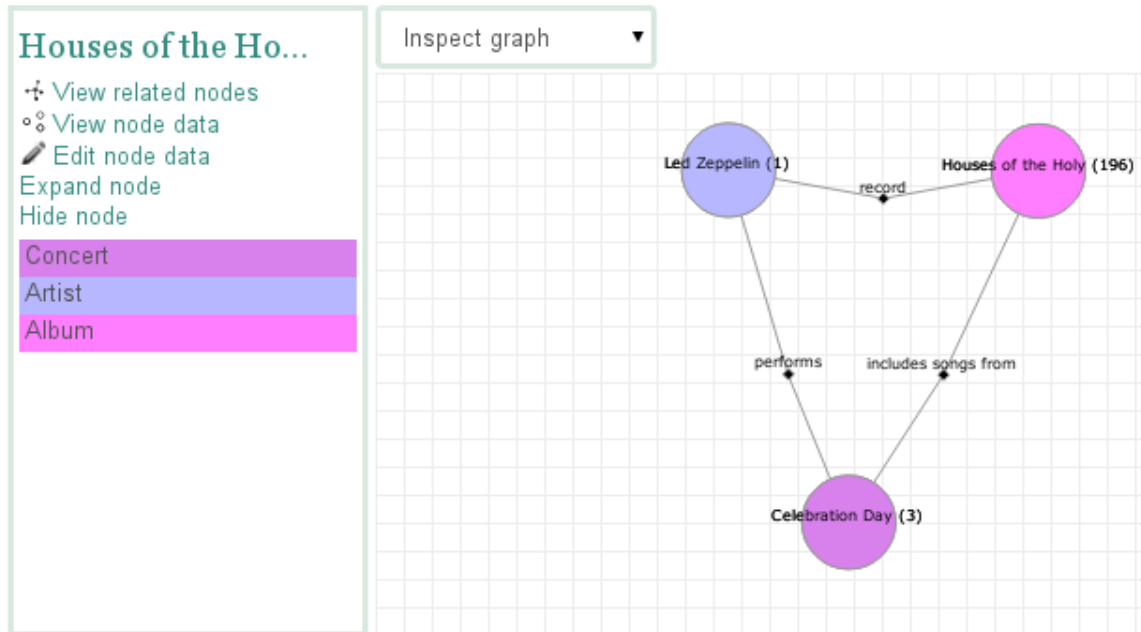 Houses of the Ho...
View related nodes
View node data
Edit node data
Expand node
Hide node
Concert
Artist
Album
Inspect graph
Led Zeppelin (1)
Houses of the Holy (196)
record
performs
includes songs from
Celebration Day (3)